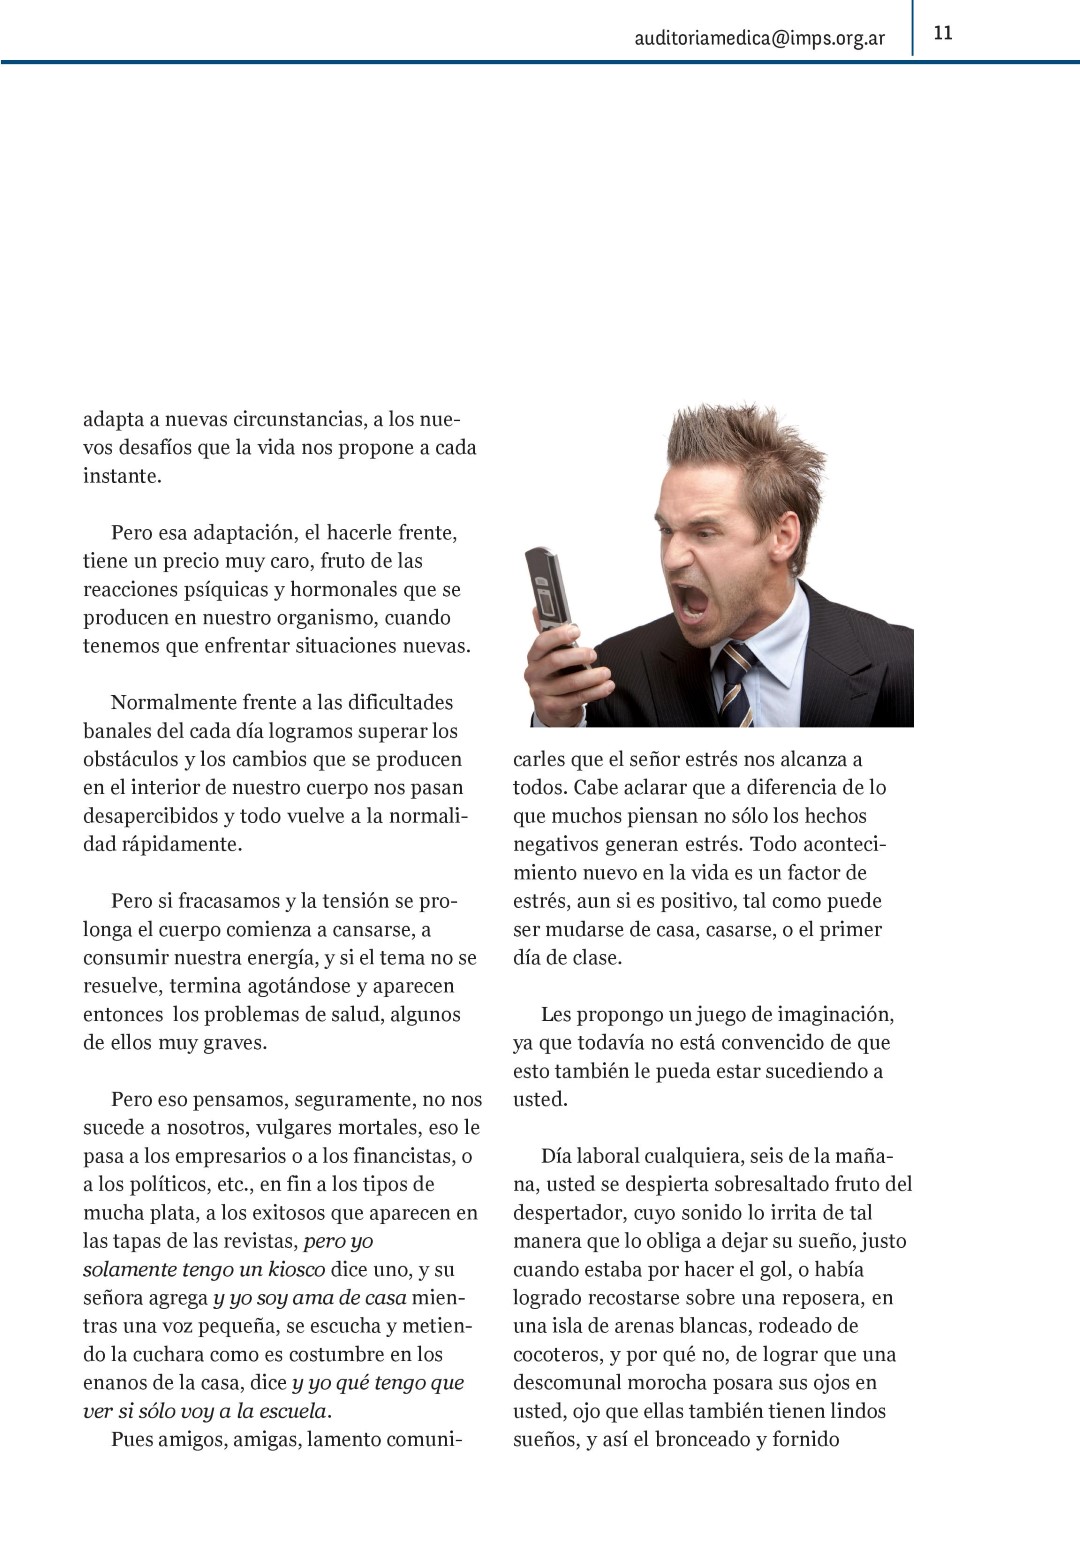 auditoriamedica@imps.org.ar
11
adapta a nuevas circunstancias, a los nue-
vos desafíos que la vida nos propone a cada
instante.
Pero esa adaptación, el hacerle frente,
tiene un precio muy caro, fruto de las
reacciones psíquicas y hormonales que se
producen en nuestro organismo, cuando
tenemos que enfrentar situaciones nuevas.
Normalmente frente a las dificultades
banales del cada día logramos superar los
obstáculos y los cambios que se producen
en el interior de nuestro cuerpo nos pasan
desapercibidos y todo vuelve a la normali-
dad rápidamente.
Pero si fracasamos y la tensión se pro-
longa el cuerpo comienza a cansarse, a
consumir nuestra energía, y si el tema no se
resuelve, termina agotándose y aparecen
entonces  los problemas de salud, algunos
de ellos muy graves.
Pero eso pensamos, seguramente, no nos
sucede a nosotros, vulgares mortales, eso le
pasa a los empresarios o a los financistas, o
a los políticos, etc., en fin a los tipos de
mucha plata, a los exitosos que aparecen en
las tapas de las revistas, pero yo
solamente tengo un kiosco dice uno, y su
señora agrega y yo soy ama de casa mien-
tras una voz pequeña, se escucha y metien-
do la cuchara como es costumbre en los
enanos de la casa, dice y yo qué tengo que
ver si sólo voy a la escuela.
Pues amigos, amigas, lamento comuni-
carles que el señor estrés nos alcanza a
todos. Cabe aclarar que a diferencia de lo
que muchos piensan no sólo los hechos
negativos generan estrés. Todo aconteci-
miento nuevo en la vida es un factor de
estrés, aun si es positivo, tal como puede
ser mudarse de casa, casarse, o el primer
día de clase.
Les propongo un juego de imaginación,
ya que todavía no está convencido de que
esto también le pueda estar sucediendo a
usted.
Día laboral cualquiera, seis de la maña-
na, usted se despierta sobresaltado fruto del
despertador, cuyo sonido lo irrita de tal
manera que lo obliga a dejar su sueño, justo
cuando estaba por hacer el gol, o había
logrado recostarse sobre una reposera, en
una isla de arenas blancas, rodeado de
cocoteros, y por qué no, de lograr que una
descomunal morocha posara sus ojos en
usted, ojo que ellas también tienen lindos
sueños, y así el bronceado y fornido